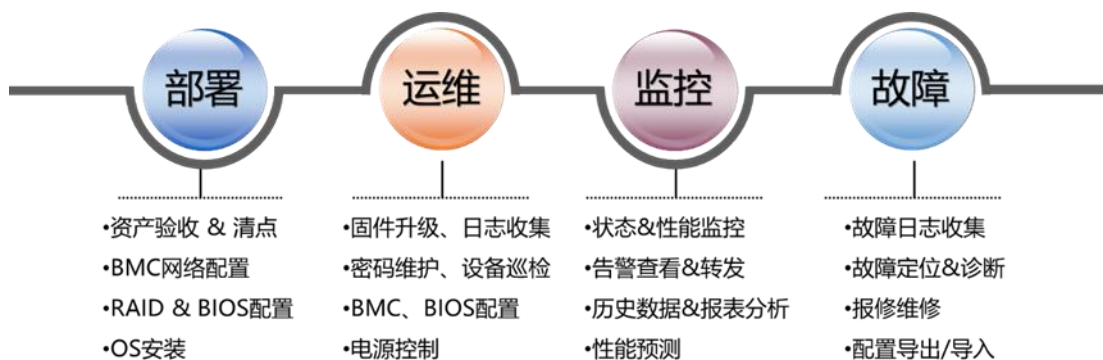 部署
运维
监控
故障
•资产验收 & 清点
•BMC网络配置
•RAID & BIOS配置
•OS安装
•固件升级、日志收集
•密码维护、设备巡检
•BMC、BIOS配置
•电源控制
•状态&性能监控
•告警查看&转发
•历史数据&报表分析
•性能预测
•故障日志收集
•故障定位&诊断
•报修维修
•配置导出/导入